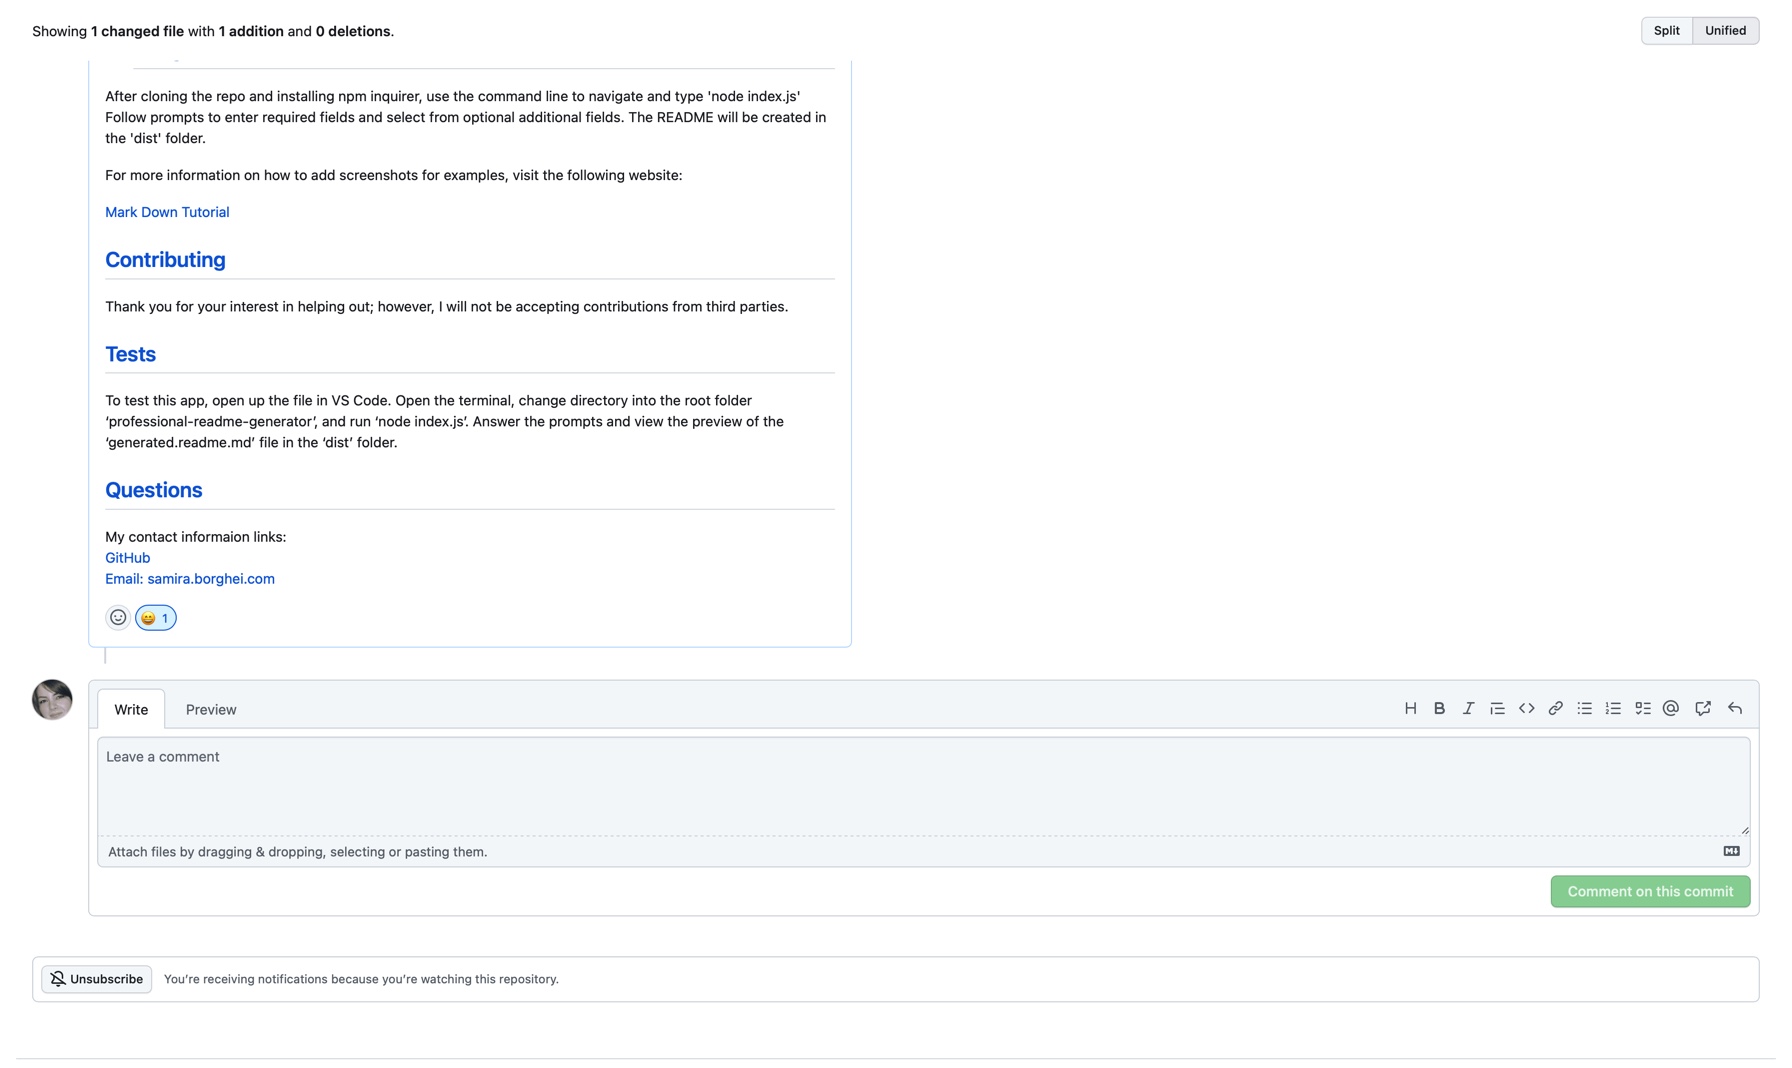 Showing 1 changed file with 1 addition and 0 deletions.
Split Unified
After cloning the repo and installing npm inquirer, use the command line to navigate and type 'node index.js'
Follow prompts to enter required fields and select from optional additional fields. The README will be created in
the 'dist' folder.
For more information on how to add screenshots for examples, visit the following website:
Mark Down Tutorial
Contributing
Thank you for your interest in helping out; however, I will not be accepting contributions from third parties.
Tests
To test this app, open up the file in VS Code. Open the terminal, change directory into the root folder
‘professional-readme-generator’, and run ‘node index.js’. Answer the prompts and view the preview of the
‘generated.readme.md’ file in the ‘dist’ folder.
Questions
My contact informaion links:
GitHub
Email: samira.borghei.com
1
Write Preview
Leave a comment
Attach files by dragging & dropping, selecting or pasting them.
Comment on this commit
Unsubscribe You’re receiving notifications because you’re watching this repository.